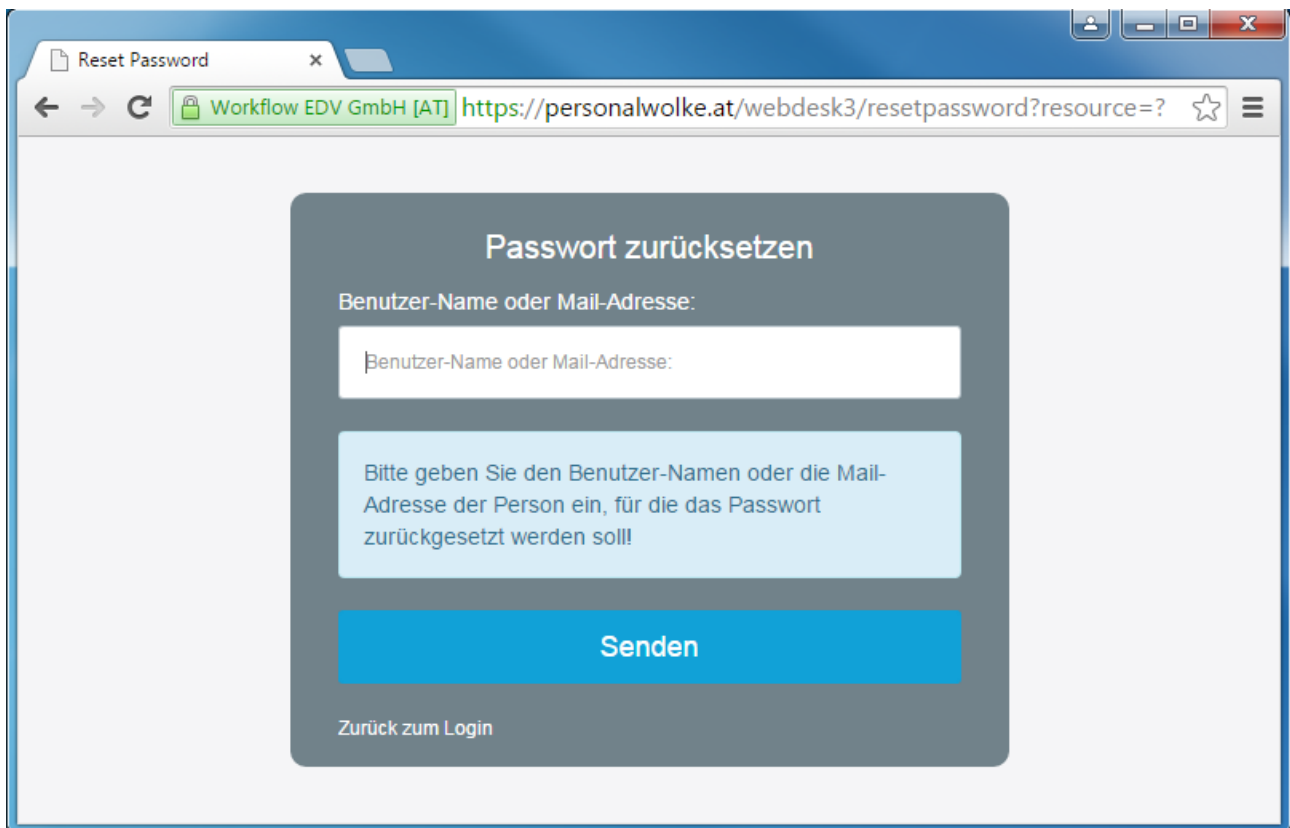 Reset Password
Workflow EDV GmbH [AT] https://personalwolke.at/webdesk3/resetpassword?resource=?
Passwort zurücksetzen
Benutzer-Name oder Mail-Adresse:
Benutzer-Name oder Mail-Adresse:
Bitte geben Sie den Benutzer-Namen oder die Mail-
Adresse der Person ein, für die das Passwort
zurückgesetzt werden soll!
Senden
Zurück zum Login